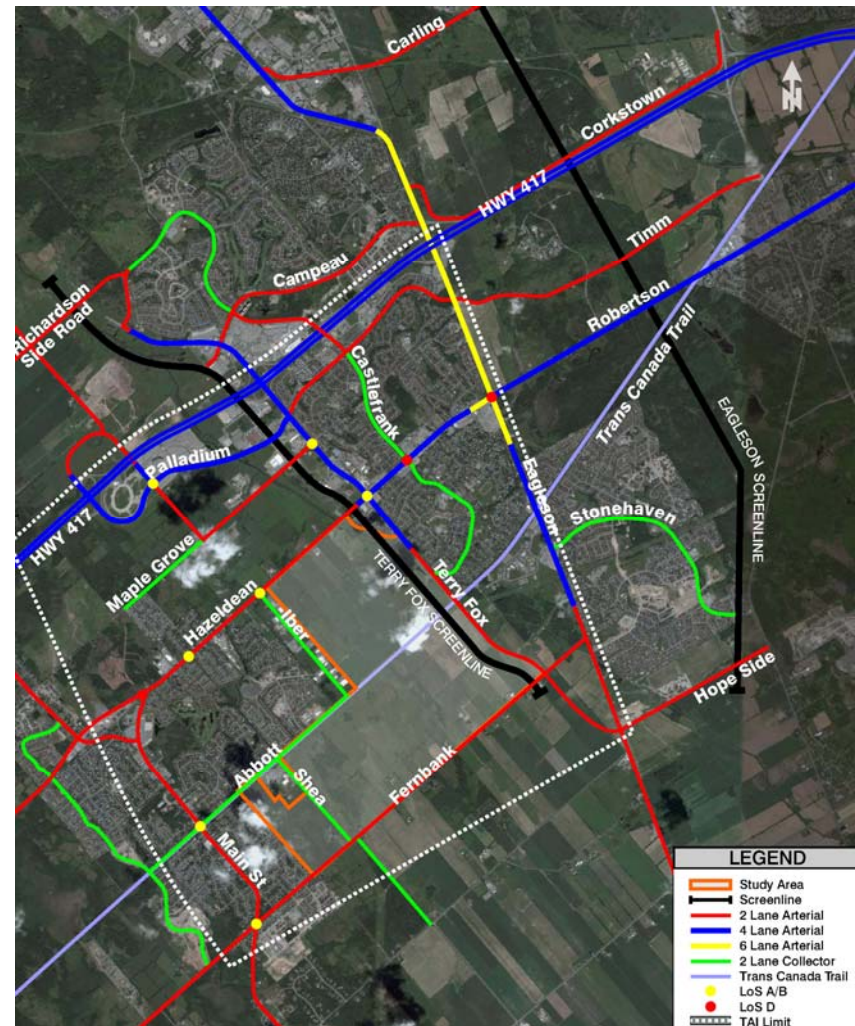 Carling
Corkstown
N
HWY 417
Timm
Campeau
Robertson
Richardson
Side Road
Castlefrank
Trans Canada Trail
EAGLESON SCREENLINE
Palladium
Eagleson
HWY 417
Stonehaven
Maple Grove
Terry Fox
TERRY FOX SCREENLINE
Hazeldean
Iber
Hope Side
Abbott
Shea
Fernbank
Main St
LEGEND
Study Area
Screenline
2 Lane Arterial
4 Lane Arterial
6 Lane Arterial
2 Lane Collector
Trans Canada Trail
LoS A/B
LoS D
TAI Limit